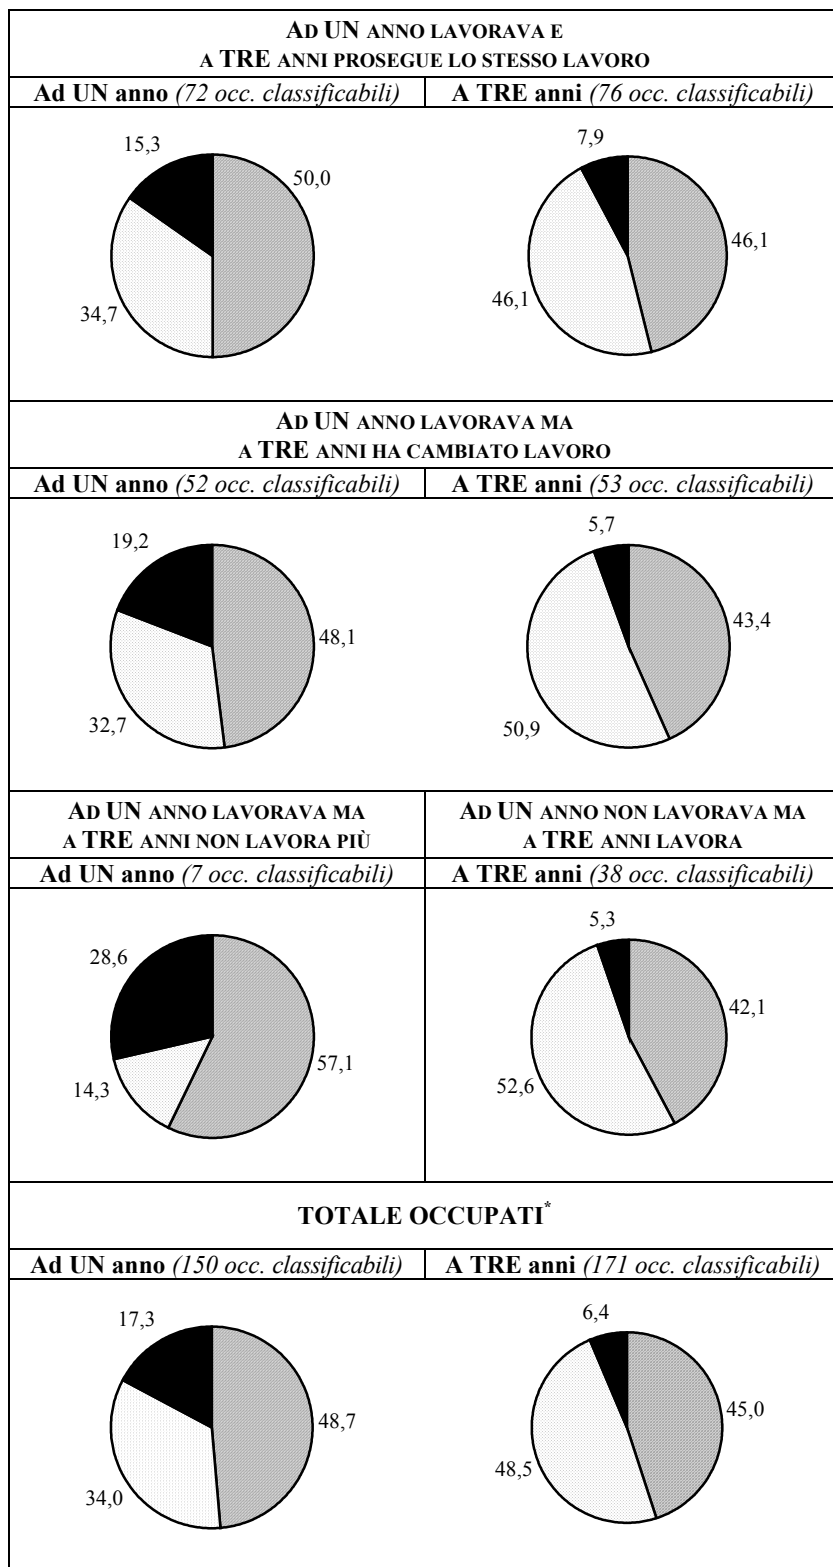 AD UN ANNO LAVORAVA E
A TRE ANNI PROSEGUE LO STESSO LAVORO
Ad UN anno (72 occ. classificabili)
A TRE anni (76 occ. classificabili)
15,3
50,0
34,7
7,9
46,1
46,1
AD UN ANNO LAVORAVA MA
A TRE ANNI HA CAMBIATO LAVORO
Ad UN anno (52 occ. classificabili)
A TRE anni (53 occ. classificabili)
19,2
48,1
32,7
5,7
43,4
50,9
AD UN ANNO LAVORAVA MA
A TRE ANNI NON LAVORA PIÙ
AD UN ANNO NON LAVORAVA MA
A TRE ANNI LAVORA
Ad UN anno (7 occ. classificabili)
A TRE anni (38 occ. classificabili)
28,6
57,1
14,3
5,3
42,1
52,6
TOTALE OCCUPATI*
Ad UN anno (150 occ. classificabili)
A TRE anni (171 occ. classificabili)
17,3
48,7
34,0
6,4
45,0
48,5